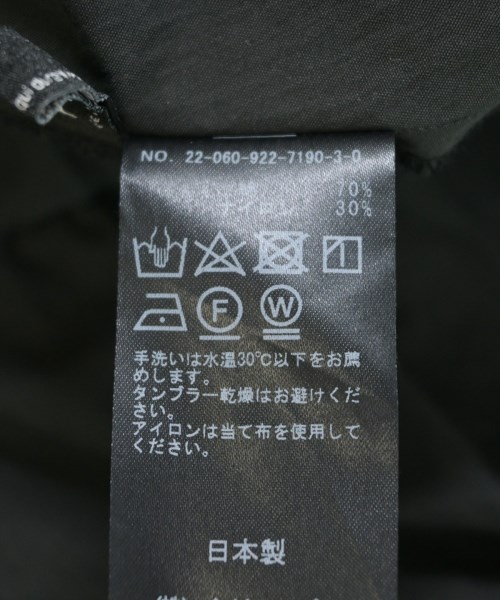 NO. 22-060-922-7190-3-0
70%
ナイロン 30%
F W
手洗いは水温30℃以下をお薦
めします。
タンブラー乾燥はお避けくだ
さい。
アイロンは当て布を使用して
ください。
日本製